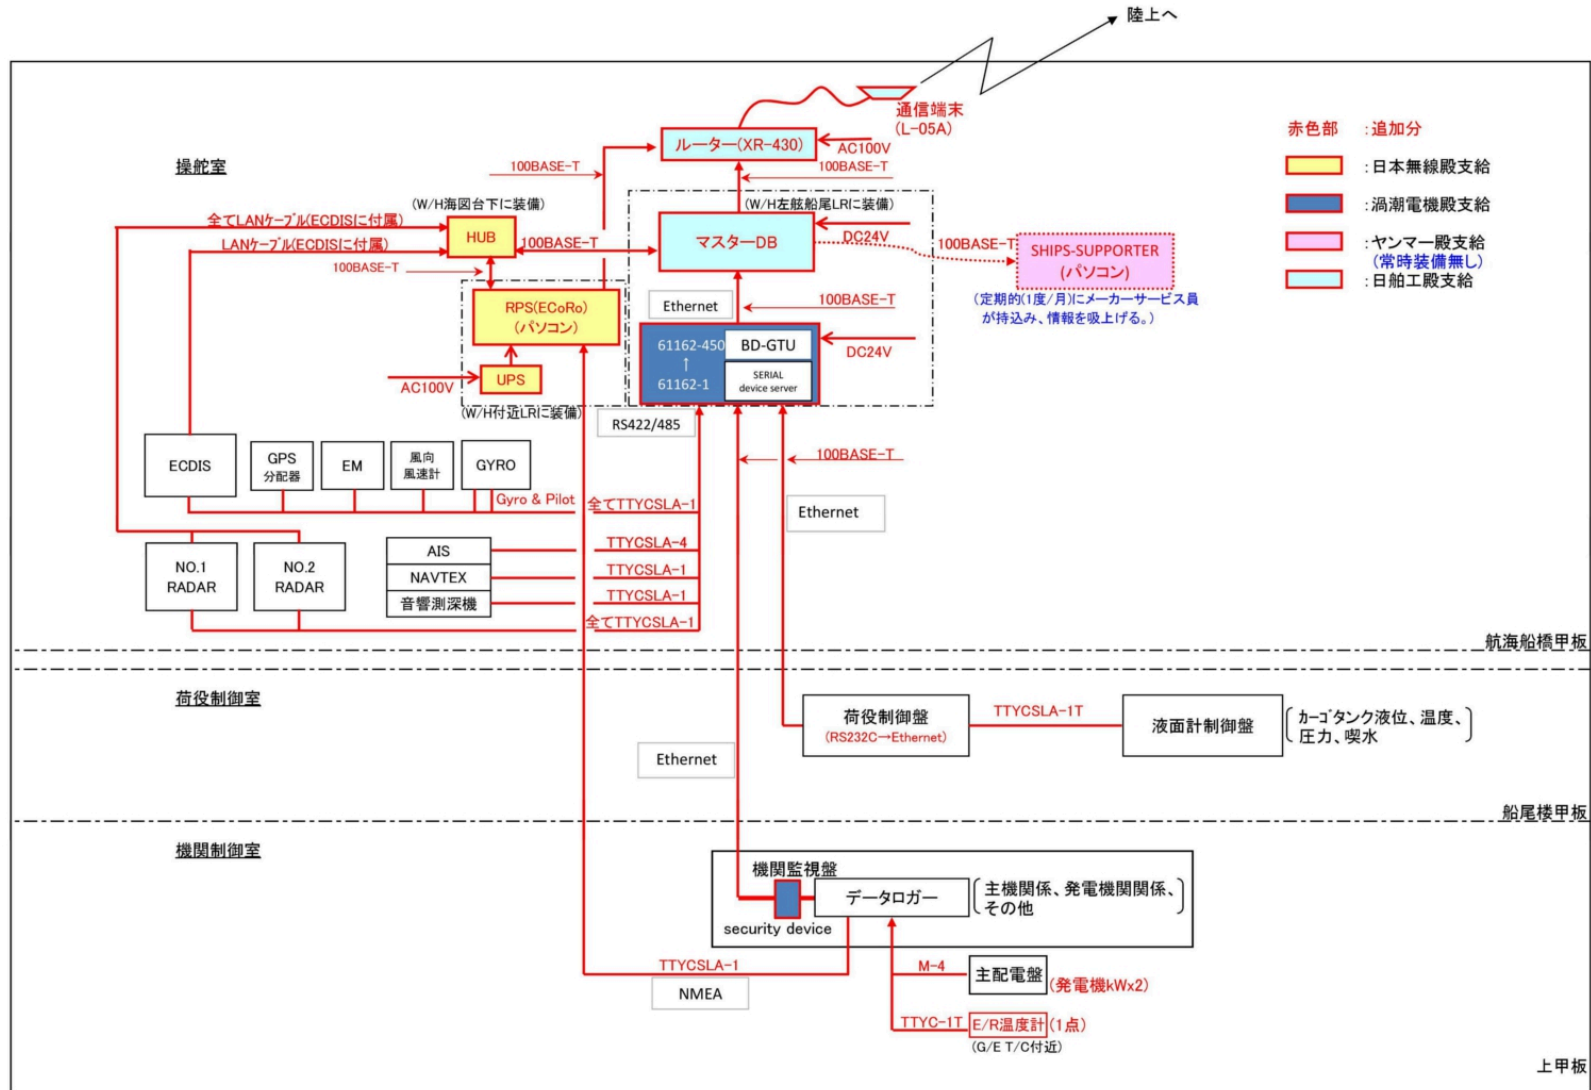 陸上へ
通信端末
(L-05A)
赤色部 :追加分
:日本無線殿支給
:渦潮電機殿支給
:ヤンマー殿支給
(常時装備無し)
:日舶工殿支給
操舵室
ルーター(XR-430)
AC100V
100BASE-T
100BASE-T
(W/H海図台下に装備)
(W/H左舷船尾LRに装備)
全てLANケーブル(ECDISに付属)
HUB
LANケーブル(ECDISに付属)
100BASE-T
100BASE-T
マスターDB
DC24V
100BASE-T
SHIPS-SUPPORTER
(パソコン)
(定期的(1度/月)にメーカーサービス員
が持込み、情報を吸上げる。)
RPS(ECoRo)
(パソコン)
Ethernet
100BASE-T
61162-450
↑
61162-1
BD-GTU
SERIAL
device server
DC24V
AC100V
UPS
(W/H付近LRに装備)
RS422/485
ECDIS
GPS
分配器
EM
風向
風速計
GYRO
Gyro & Pilot
全てTTYCSLA-1
100BASE-T
Ethernet
NO.1
RADAR
NO.2
RADAR
AIS
NAVTEX
音響測深機
TTYCSLA-4
TTYCSLA-1
TTYCSLA-1
全てTTYCSLA-1
航海船橋甲板
荷役制御室
荷役制御盤
(RS232C→Ethernet)
TTYCSLA-1T
液面計制御盤
カーゴタンク液位、温度、
圧力、喫水
Ethernet
船尾楼甲板
機関制御室
機関監視盤
データロガー
主機関係、発電機関関係、
その他
security device
TTYCSLA-1
NMEA
M-4
主配電盤
(発電機kWx2)
TTYC-1T
E/R温度計(1点)
(G/E T/C付近)
上甲板